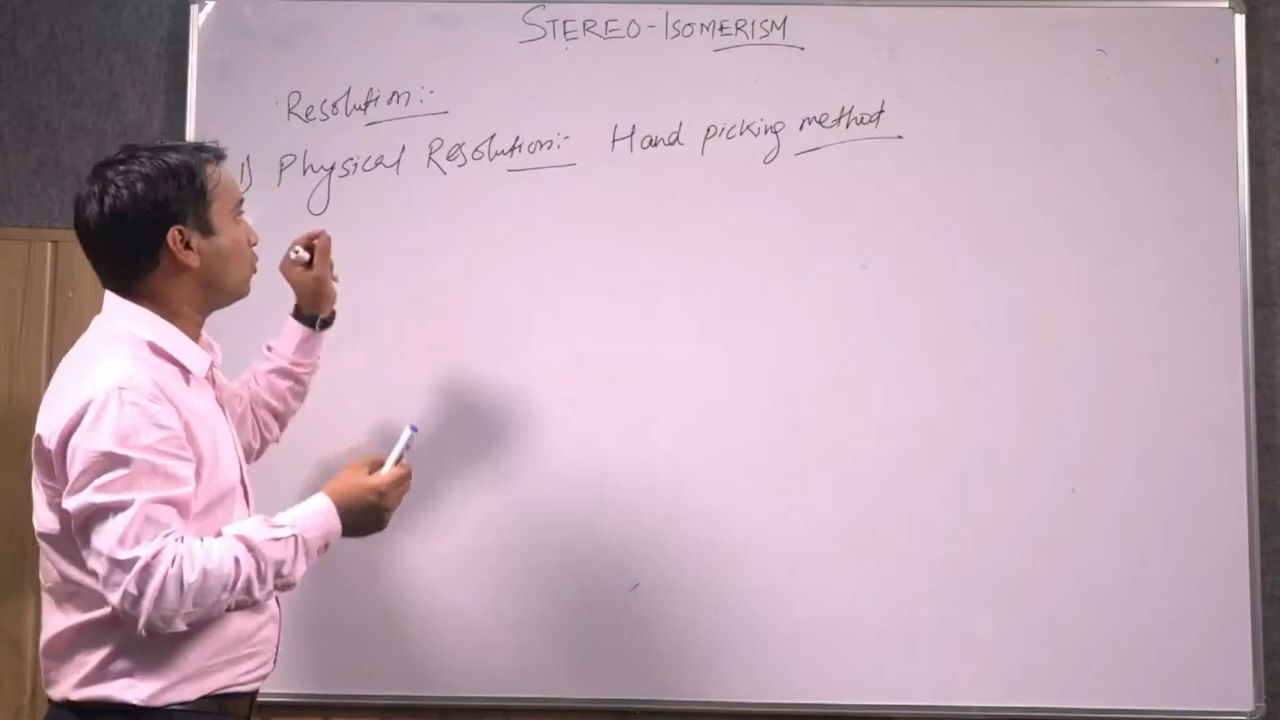 STEREO-ISOMERISM
Resolution:-
1) Physical Resolution:- Hand picking method